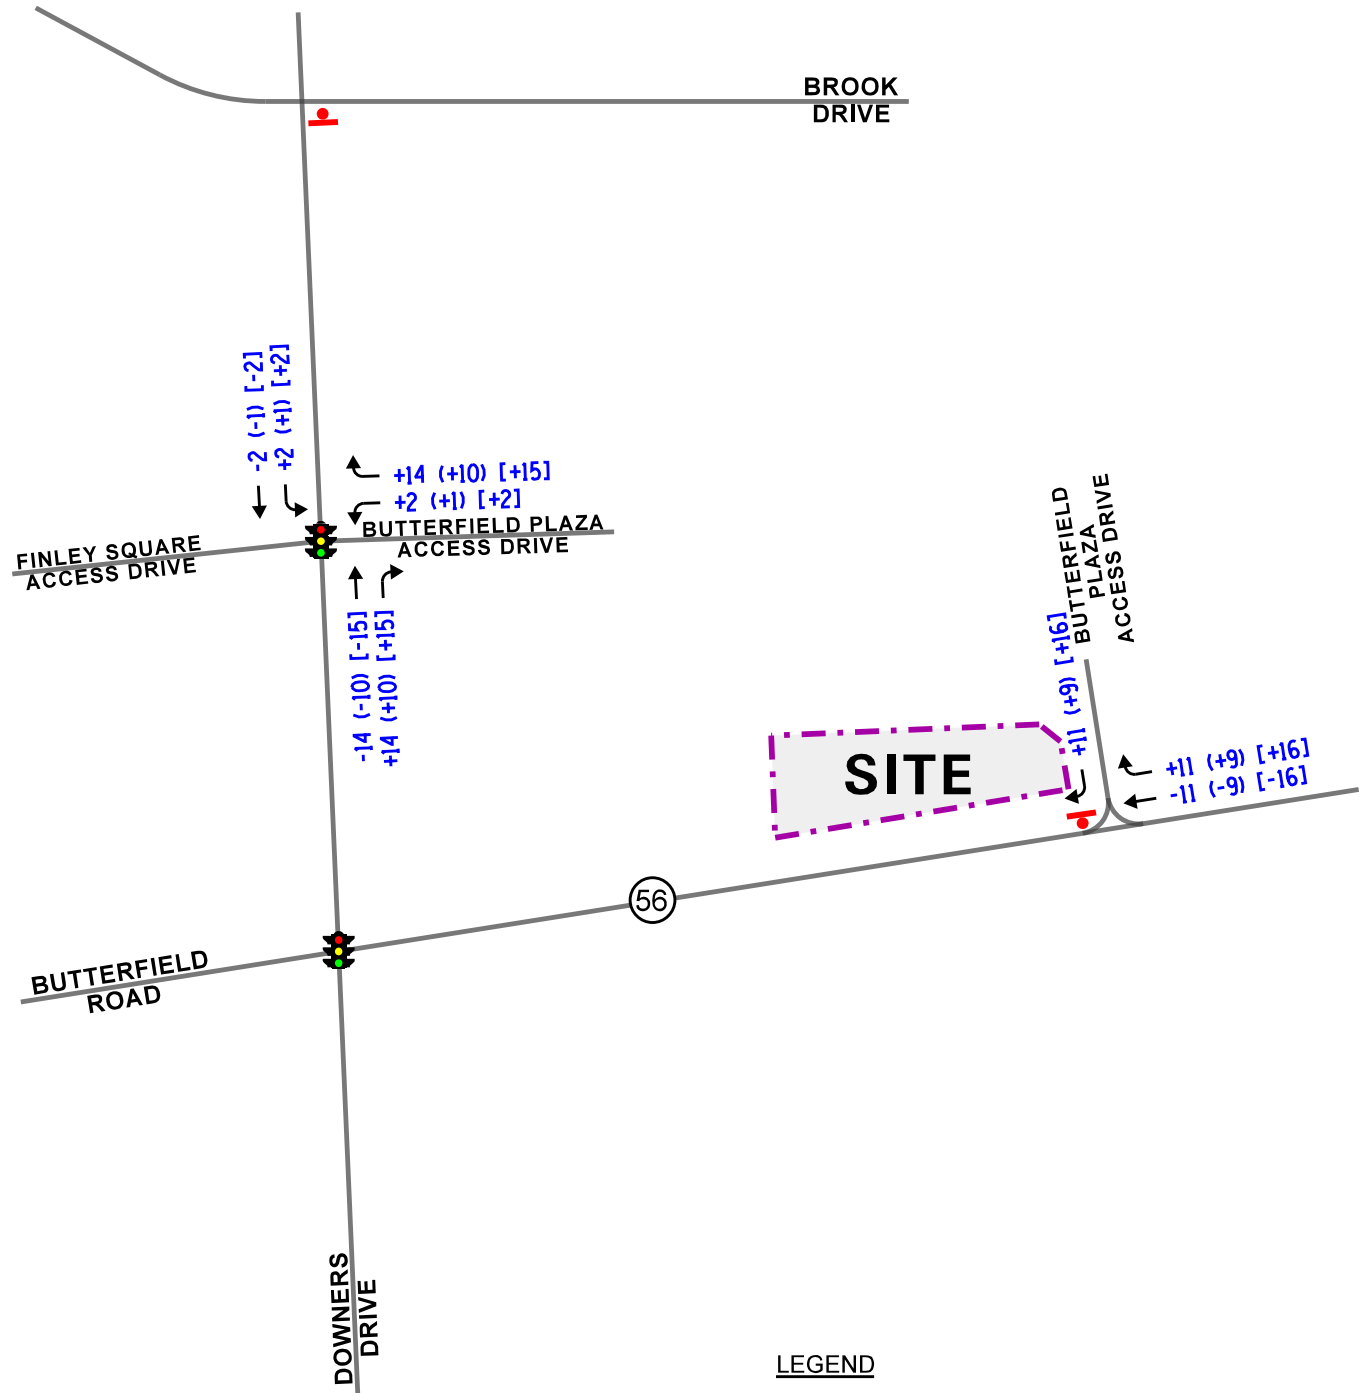 BROOK
DRIVE
-2 (-1) [-2]
+2 (+1) [+2]
+14 (+10) [+15]
+2 (+1) [+2]
BUTTERFIELD PLAZA
ACCESS DRIVE
FINLEY SQUARE
ACCESS DRIVE
-14 (-10) [-15]
+14 (+10) [+15]
BUTTERFIELD
PLAZA
ACCESS DRIVE
+11 (+9) [+16]
+11 (+9) [+16]
-11 (-9) [-16]
SITE
56
BUTTERFIELD
ROAD
DOWNERS
DRIVE
LEGEND